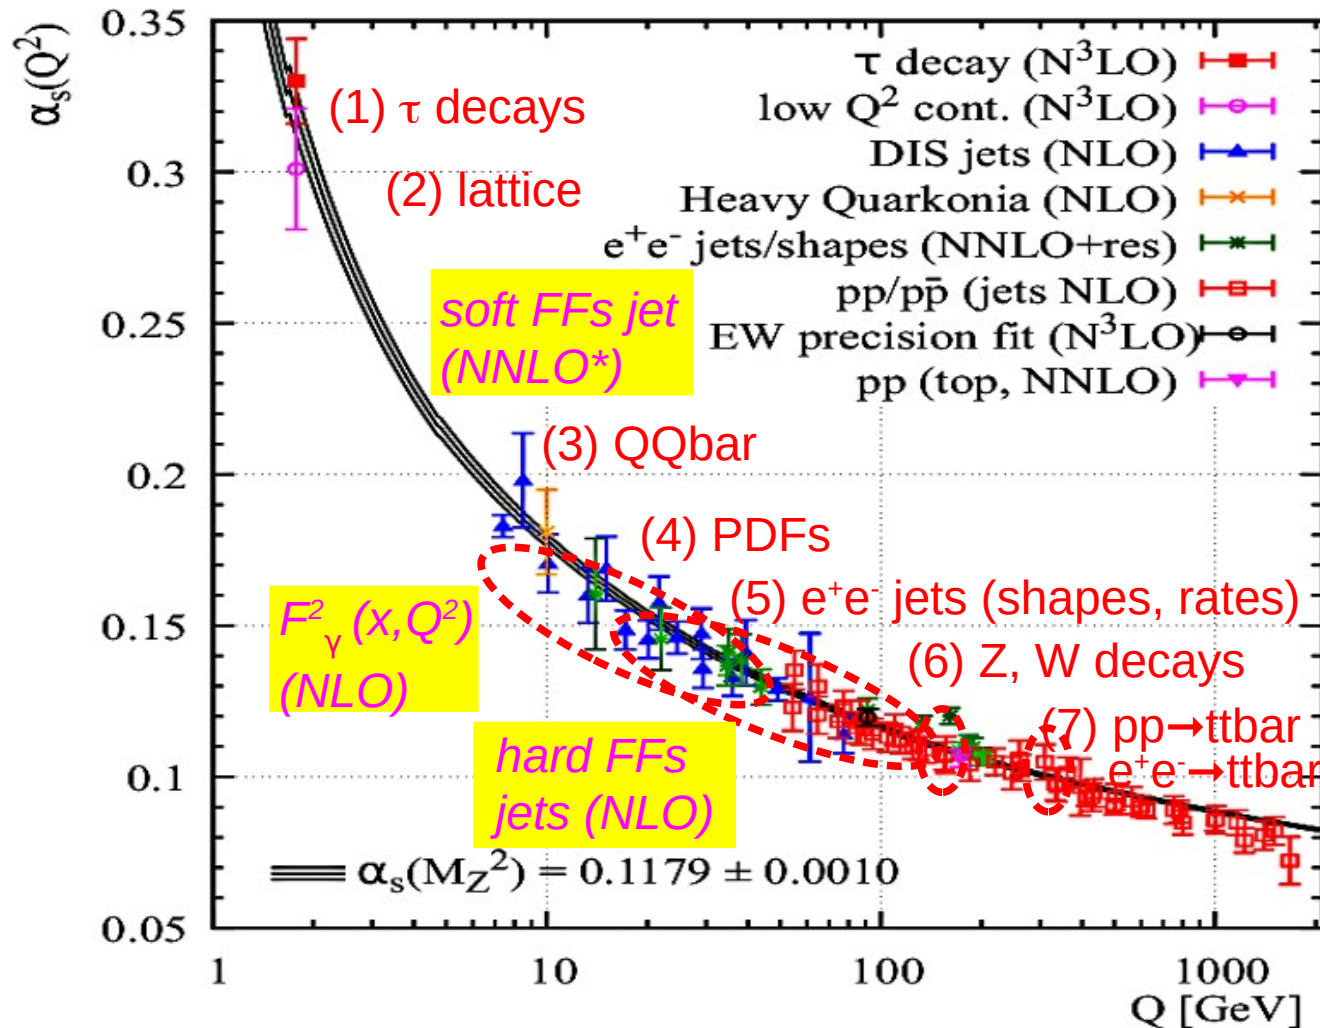 αs(Q²)
0.35
0.3
0.25
0.2
0.15
0.1
0.05
τ decay (N³LO)
low Q² cont. (N³LO)
DIS jets (NLO)
Heavy Quarkonia (NLO)
e⁺e⁻ jets/shapes (NNLO+res)
pp/pp̄ (jets NLO)
EW precision fit (N³LO)
pp (top, NNLO)
(1) τ decays
(2) lattice
soft FFs jet
(NNLO*)
(3) QQbar
(4) PDFs
(5) e⁺e⁻ jets (shapes, rates)
(6) Z, W decays
(7) pp→ttbar
e⁺e⁻→ttbar
F²γ (x,Q²)
(NLO)
hard FFs
jets (NLO)
αs(MZ²) = 0.1179 ± 0.0010
1
10
100
1000
Q [GeV]